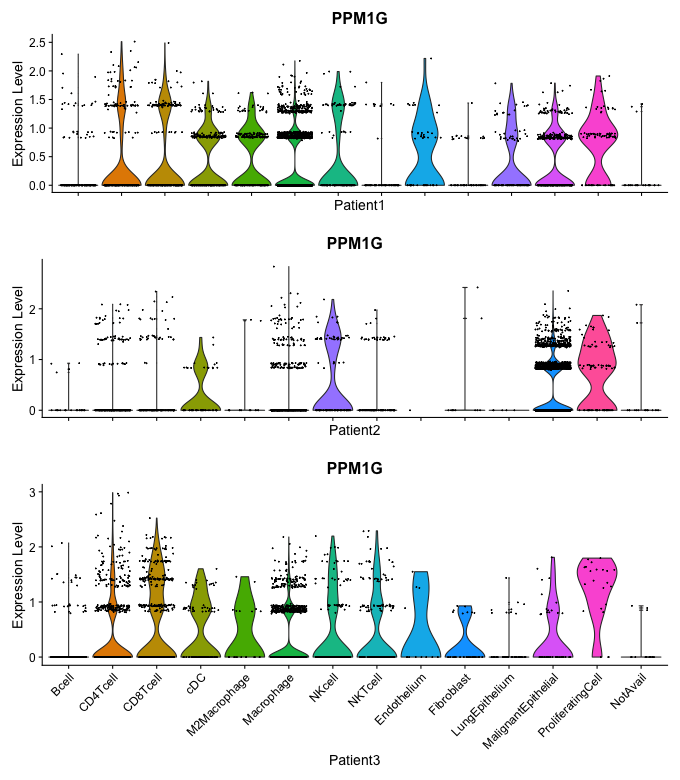 PPM1G
Expression Level
2.5
2.0
1.5
1.0
0.5
0.0
Patient1
PPM1G
Expression Level
2
1
0
Patient2
PPM1G
Expression Level
3
2
1
0
Bcell
CD4Tcell
CD8Tcell
cDC
M2Macrophage
Macrophage
NKcell
NKTcell
Endothelium
Fibroblast
LungEpithelium
MalignantEpithelial
ProliferatingCell
NotAvail
Patient3